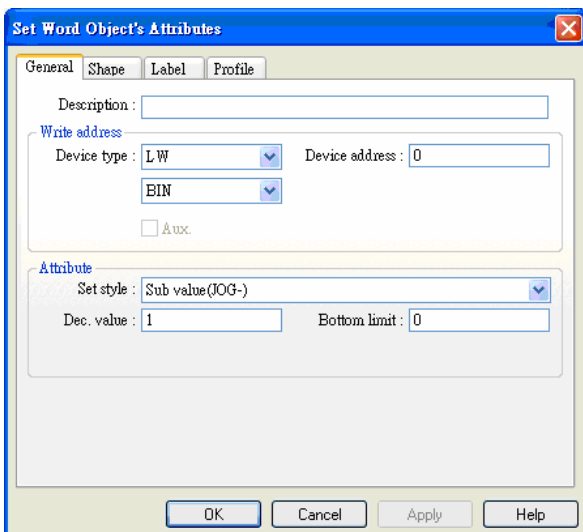 Set Word Object's Attributes
General Shape Label Profile
Description :
Write address
Device type : LW Device address : 0
BIN
Aux.
Attribute
Set style : Sub value(JOG-)
Dec. value : 1 Bottom limit : 0
OK Cancel Apply Help